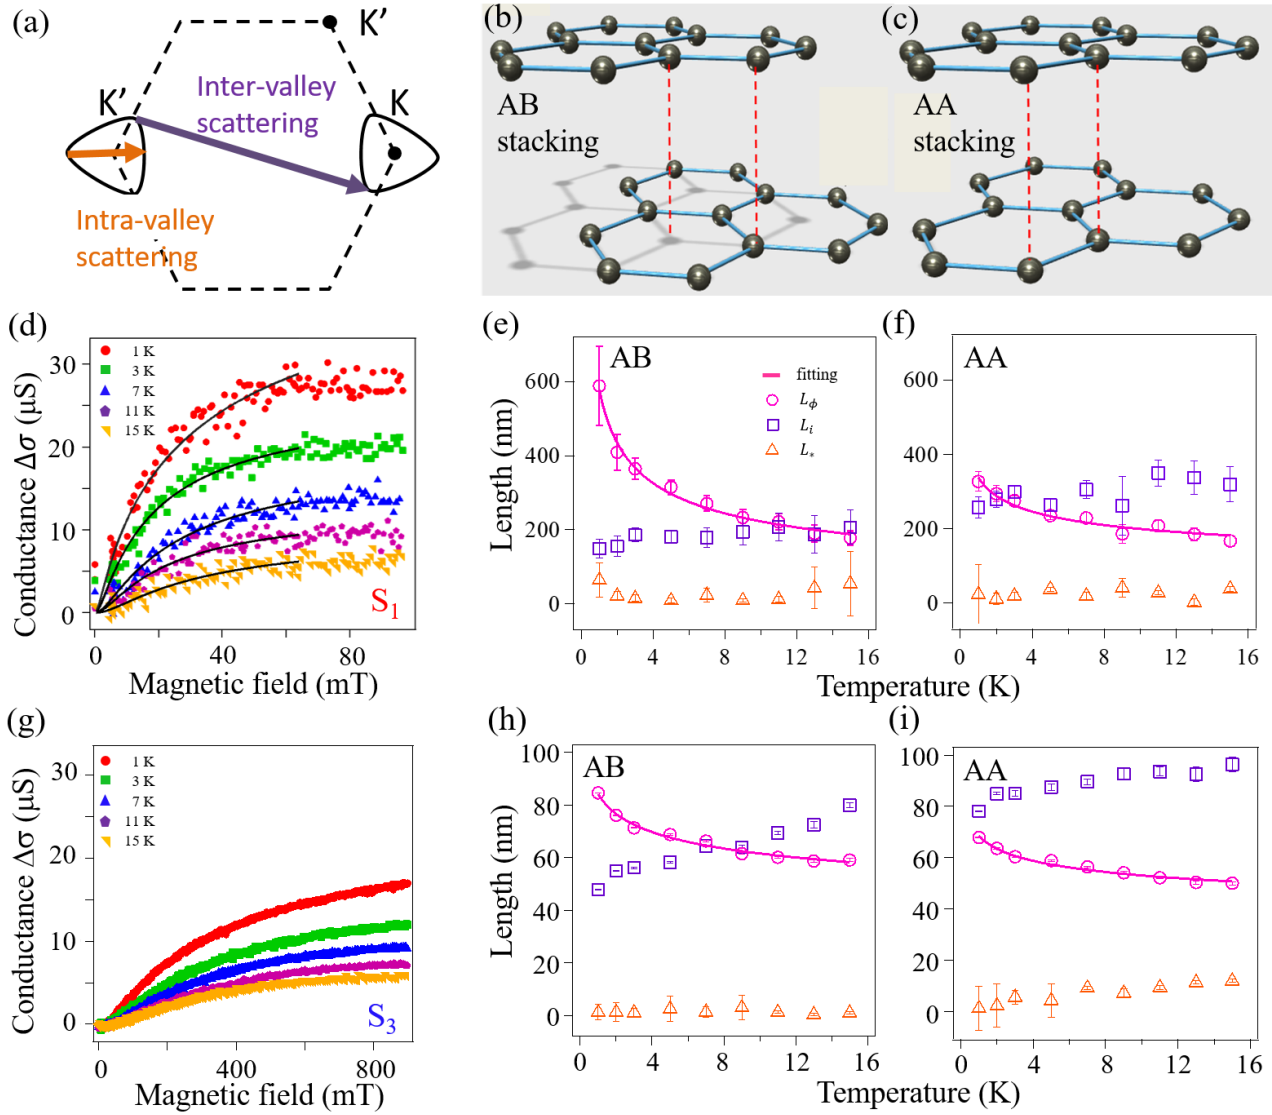 (a)
K’
K’
K
Inter-valley
scattering
Intra-valley
scattering
(b)
AB
stacking
(c)
AA
stacking
(d)
Conductance Δσ (µS)
30
20
10
0
1 K
3 K
7 K
11 K
15 K
S1
0
40
80
Magnetic field (mT)
(e)
AB
Length (nm)
600
400
200
0
fitting
Lϕ
Li
L*
0
4
8
12
16
(f)
AA
600
400
200
0
0
4
8
12
16
Temperature (K)
(g)
Conductance Δσ (µS)
30
20
10
0
1 K
3 K
7 K
11 K
15 K
S3
0
400
800
Magnetic field (mT)
(h)
AB
Length (nm)
100
80
60
40
20
0
0
4
8
12
16
(i)
AA
100
80
60
40
20
0
0
4
8
12
16
Temperature (K)